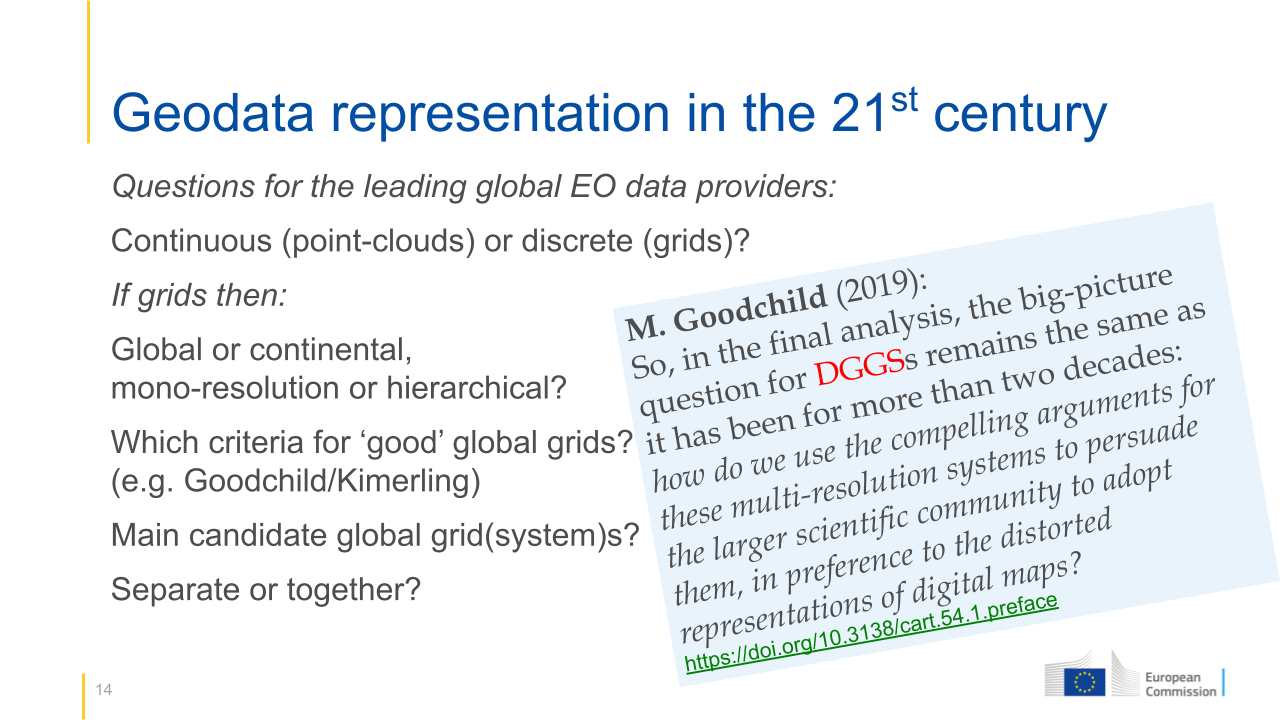 Geodata representation in the 21st century
Questions for the leading global EO data providers:
Continuous (point-clouds) or discrete (grids)?
If grids then:
Global or continental,
mono-resolution or hierarchical?
Which criteria for ‘good’ global grids?
(e.g. Goodchild/Kimerling)
Main candidate global grid(system)s?
Separate or together?
M. Goodchild (2019):
So, in the final analysis, the big-picture
question for DGGSs remains the same as
it has been for more than two decades:
how do we use the compelling arguments for
these multi-resolution systems to persuade
the larger scientific community to adopt
them, in preference to the distorted
representations of digital maps?
https://doi.org/10.3138/cart.54.1.preface
14
European
Commission